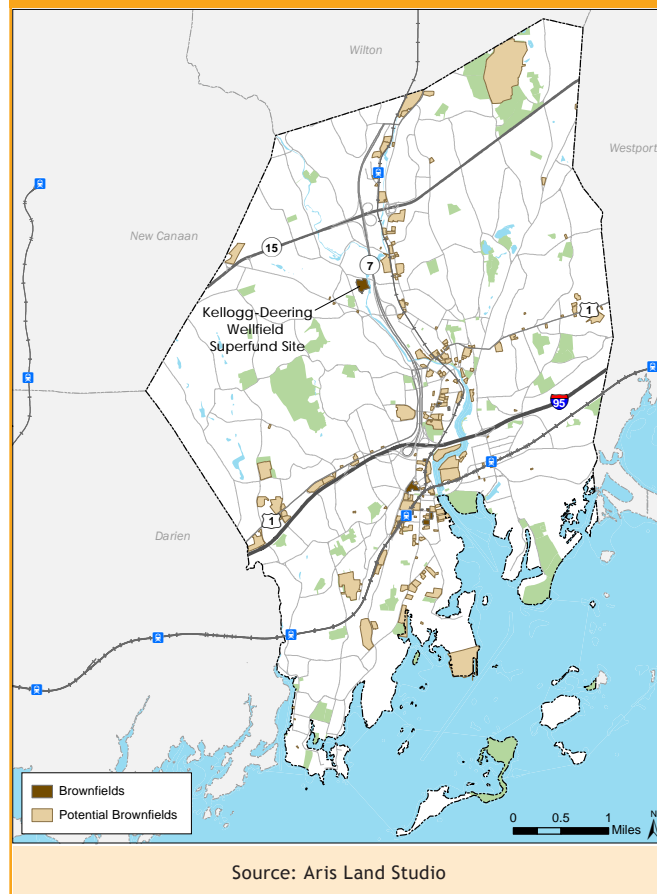 Wilton
Westport
New Canaan
15
7
Kellogg-Deering
Wellfield
Superfund Site
1
95
1
Darien
Brownfields
Potential Brownfields
0 0.5 1
Miles
N
Source: Aris Land Studio